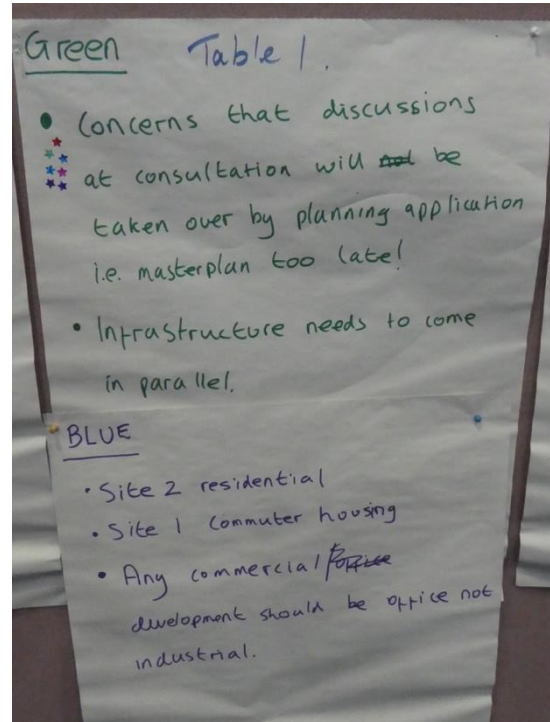 Green Table 1.
• Concerns that discussions
at consultation will be
taken over by planning application
i.e. masterplan too late!
• Infrastructure needs to come
in parallel.
BLUE
• Site 2 residential
• Site 1 Commuter housing
• Any commercial/
development should be office not
industrial.